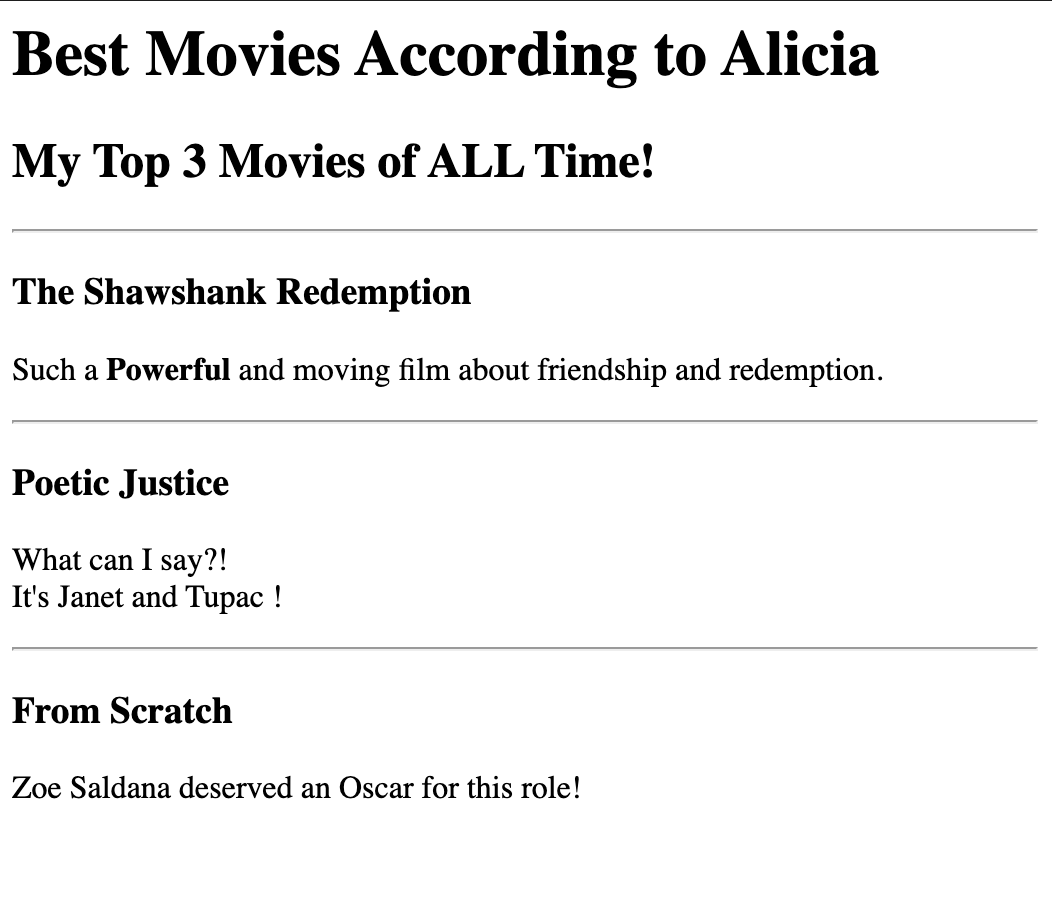 Best Movies According to Alicia
My Top 3 Movies of ALL Time!
The Shawshank Redemption
Such a Powerful and moving film about friendship and redemption.
Poetic Justice
What can I say?!
It's Janet and Tupac !
From Scratch
Zoe Saldana deserved an Oscar for this role!